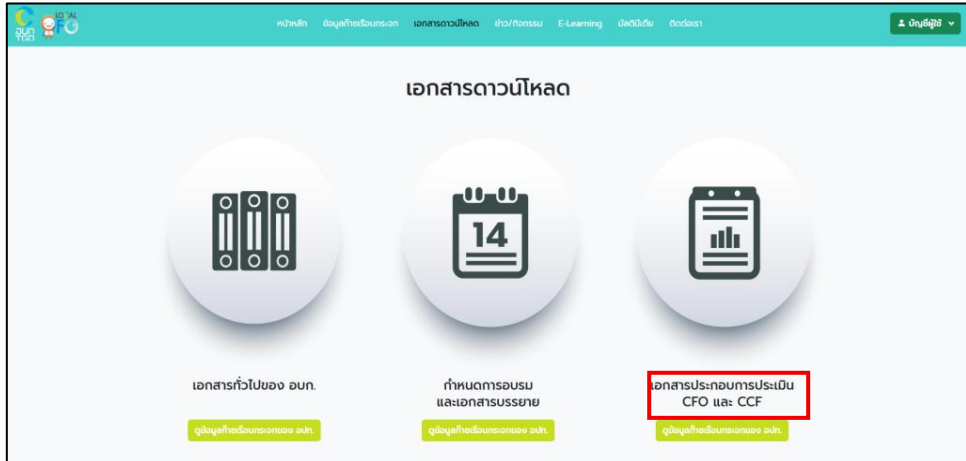 อบก
TGO
LOCAL
CFO
หน้าหลัก ข้อมูลก๊าซเรือนกระจก เอกสารดาวน์โหลด ข่าว/กิจกรรม E-Learning มัลติมีเดีย ติดต่อเรา
บัญชีผู้ใช้
เอกสารดาวน์โหลด
14
เอกสารทั่วไปของ อบก.
กำหนดการอบรม
และเอกสารบรรยาย
เอกสารประกอบการประเมิน
CFO และ CCF
ดูข้อมูลก๊าซเรือนกระจกของ อปท.
ดูข้อมูลก๊าซเรือนกระจกของ อปท.
ดูข้อมูลก๊าซเรือนกระจกของ อปท.